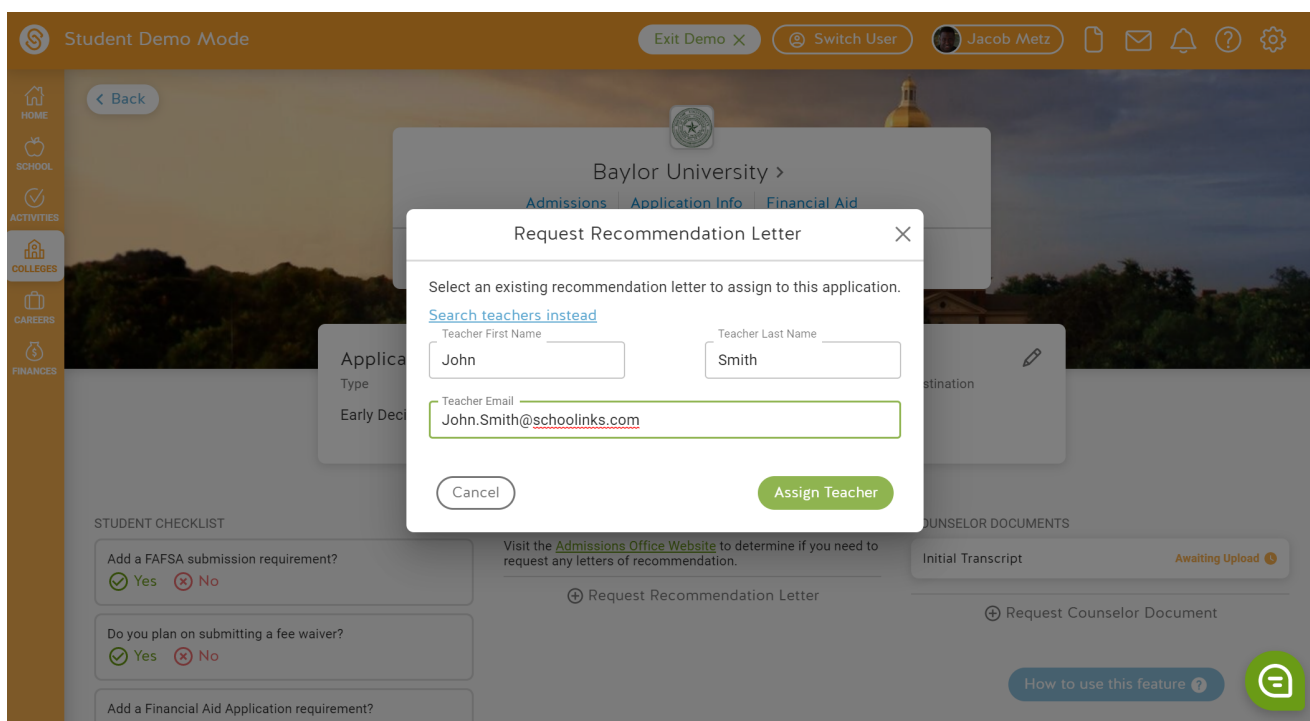 Student Demo Mode
Exit Demo
Switch User
Jacob Metz
HOME
SCHOOL
ACTIVITIES
COLLEGES
CAREERS
FINANCES
Back
Baylor University
Admissions
Application Info
Financial Aid
Request Recommendation Letter
Select an existing recommendation letter to assign to this application.
Search teachers instead
Teacher First Name
John
Teacher Last Name
Smith
Teacher Email
John.Smith@schoolinks.com
Cancel
Assign Teacher
Applica
Type
Early Deci
stination
STUDENT CHECKLIST
Add a FAFSA submission requirement?
Yes
No
Do you plan on submitting a fee waiver?
Yes
No
Add a Financial Aid Application requirement?
Visit the Admissions Office Website to determine if you need to
request any letters of recommendation.
Request Recommendation Letter
OUNSELOR DOCUMENTS
Initial Transcript
Awaiting Upload
Request Counselor Document
How to use this feature ?